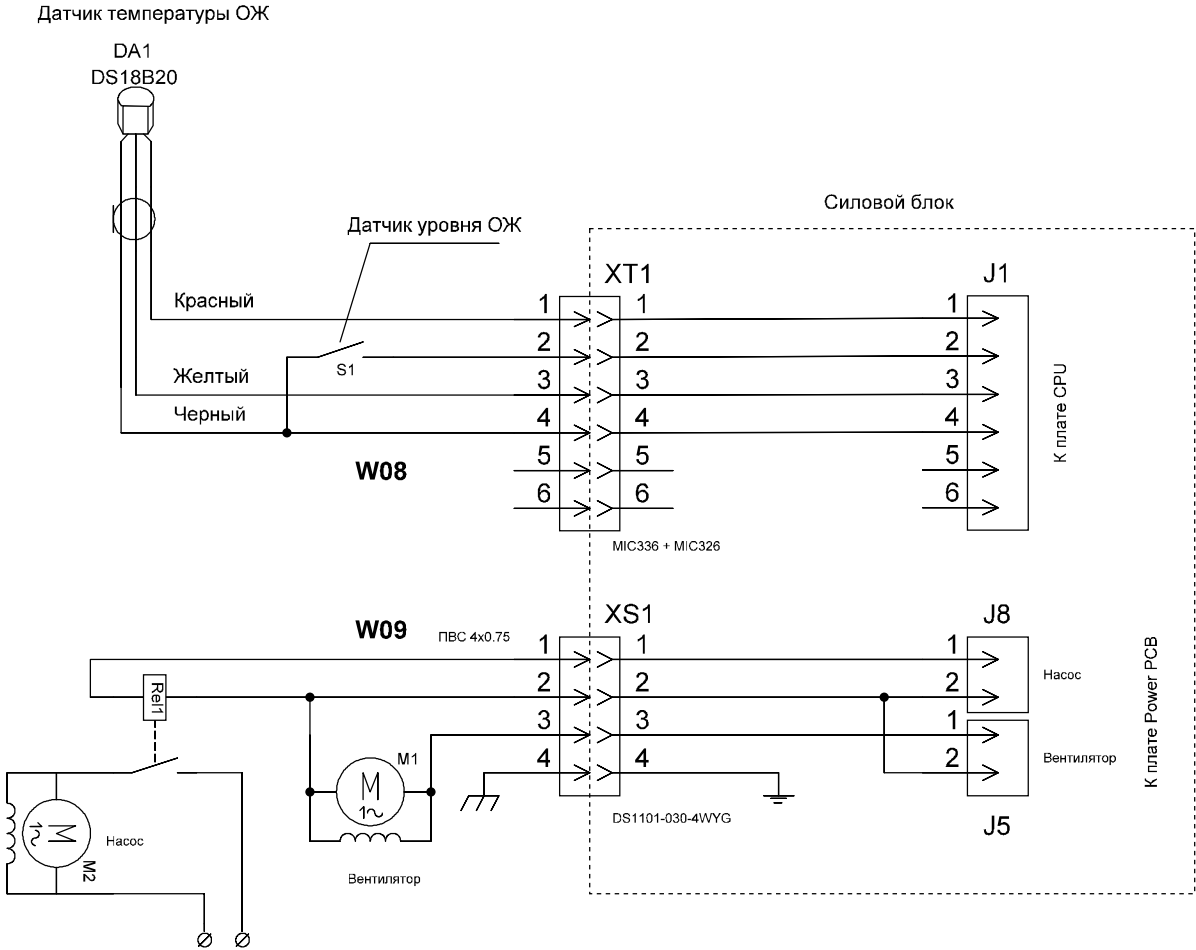 Датчик температуры ОЖ
DA1
DS18B20
Силовой блок
Датчик уровня ОЖ
XT1
J1
Красный
1
1
1
2
2
2
S1
Желтый
3
3
3
Черный
4
4
4
W08
5
5
5
6
6
6
К плате CPU
MIC336 + MIC326
XS1
J8
W09
ПВС 4x0.75
1
1
1
2
2
2
Насос
Rel1
3
3
1
M1
4
4
2
Вентилятор
К плате Power PCB
M
1~
DS1101-030-4WYG
J5
M
1~
Насос
M2
Вентилятор